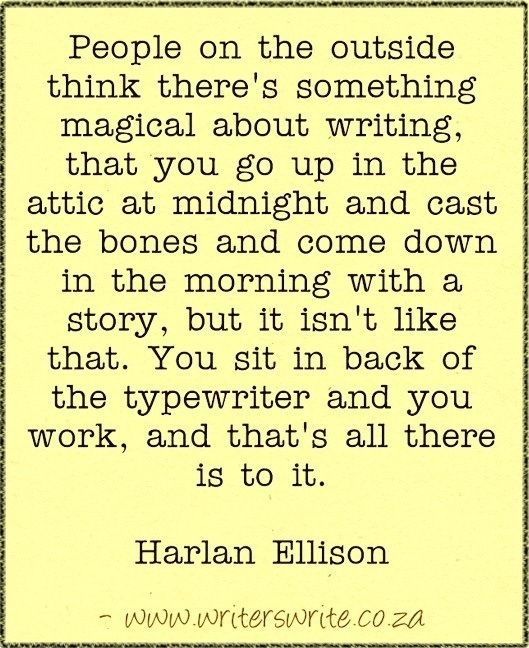 People on the outside
think there's something
magical about writing,
that you go up in the
attic at midnight and cast
the bones and come down
in the morning with a
story, but it isn't like
that. You sit in back of
the typewriter and you
work, and that's all there
is to it.
Harlan Ellison
- www.writerswrite.co.za